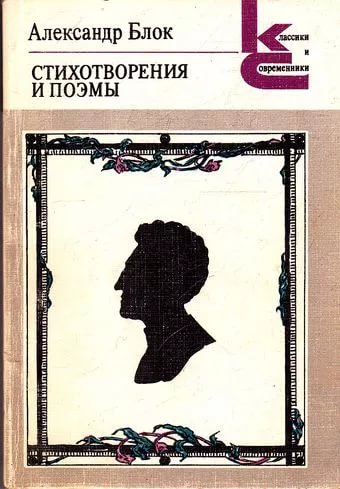 Александр Блок
СТИХОТВОРЕНИЯ
И ПОЭМЫ
Классики
и
Современники